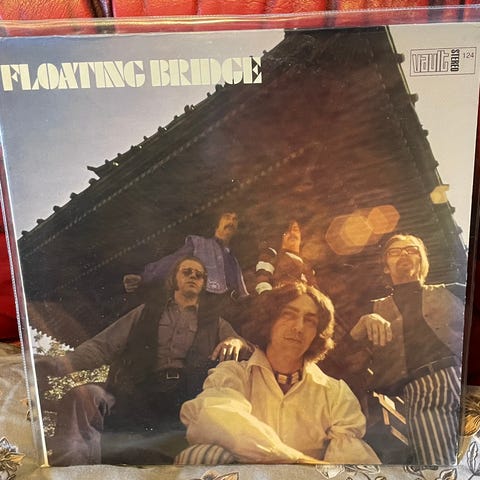 FLOATING BRIDGE
vault
STEREO
124